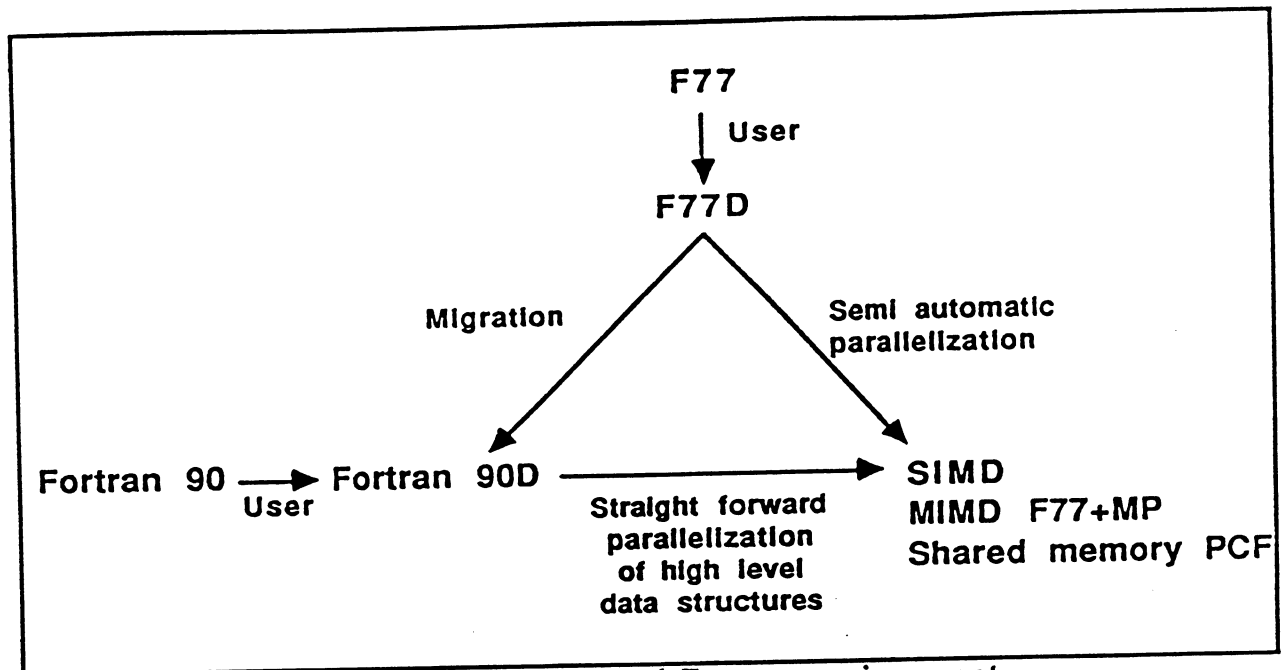 F77
User
F77D
Migration
Semi automatic
parallelization
Fortran 90
User
Fortran 90D
Straight forward
parallelization
of high level
data structures
SIMD
MIMD F77+MP
Shared memory PCF